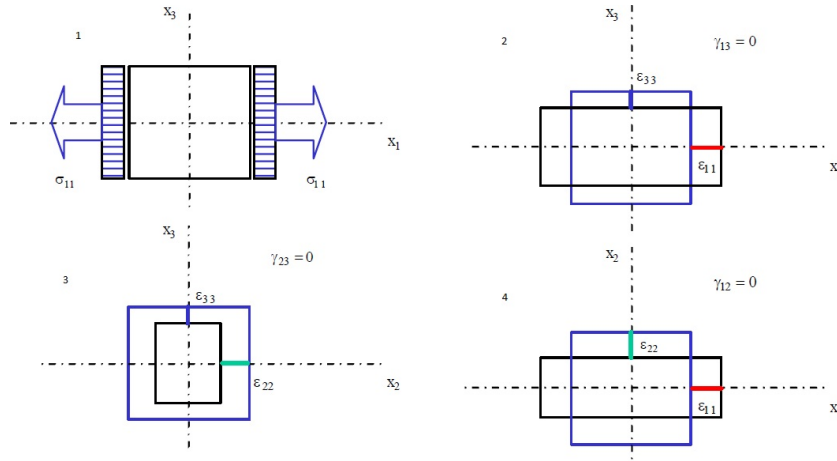 x₃
1
x₁
σ₁₁
σ₁₁
x₃
2
γ₁₃ = 0
ε₃₃
ε₁₁
x
x₃
γ₂₃ = 0
3
ε₃₃
ε₂₂
x₂
x₂
4
γ₁₂ = 0
ε₂₂
ε₁₁
x